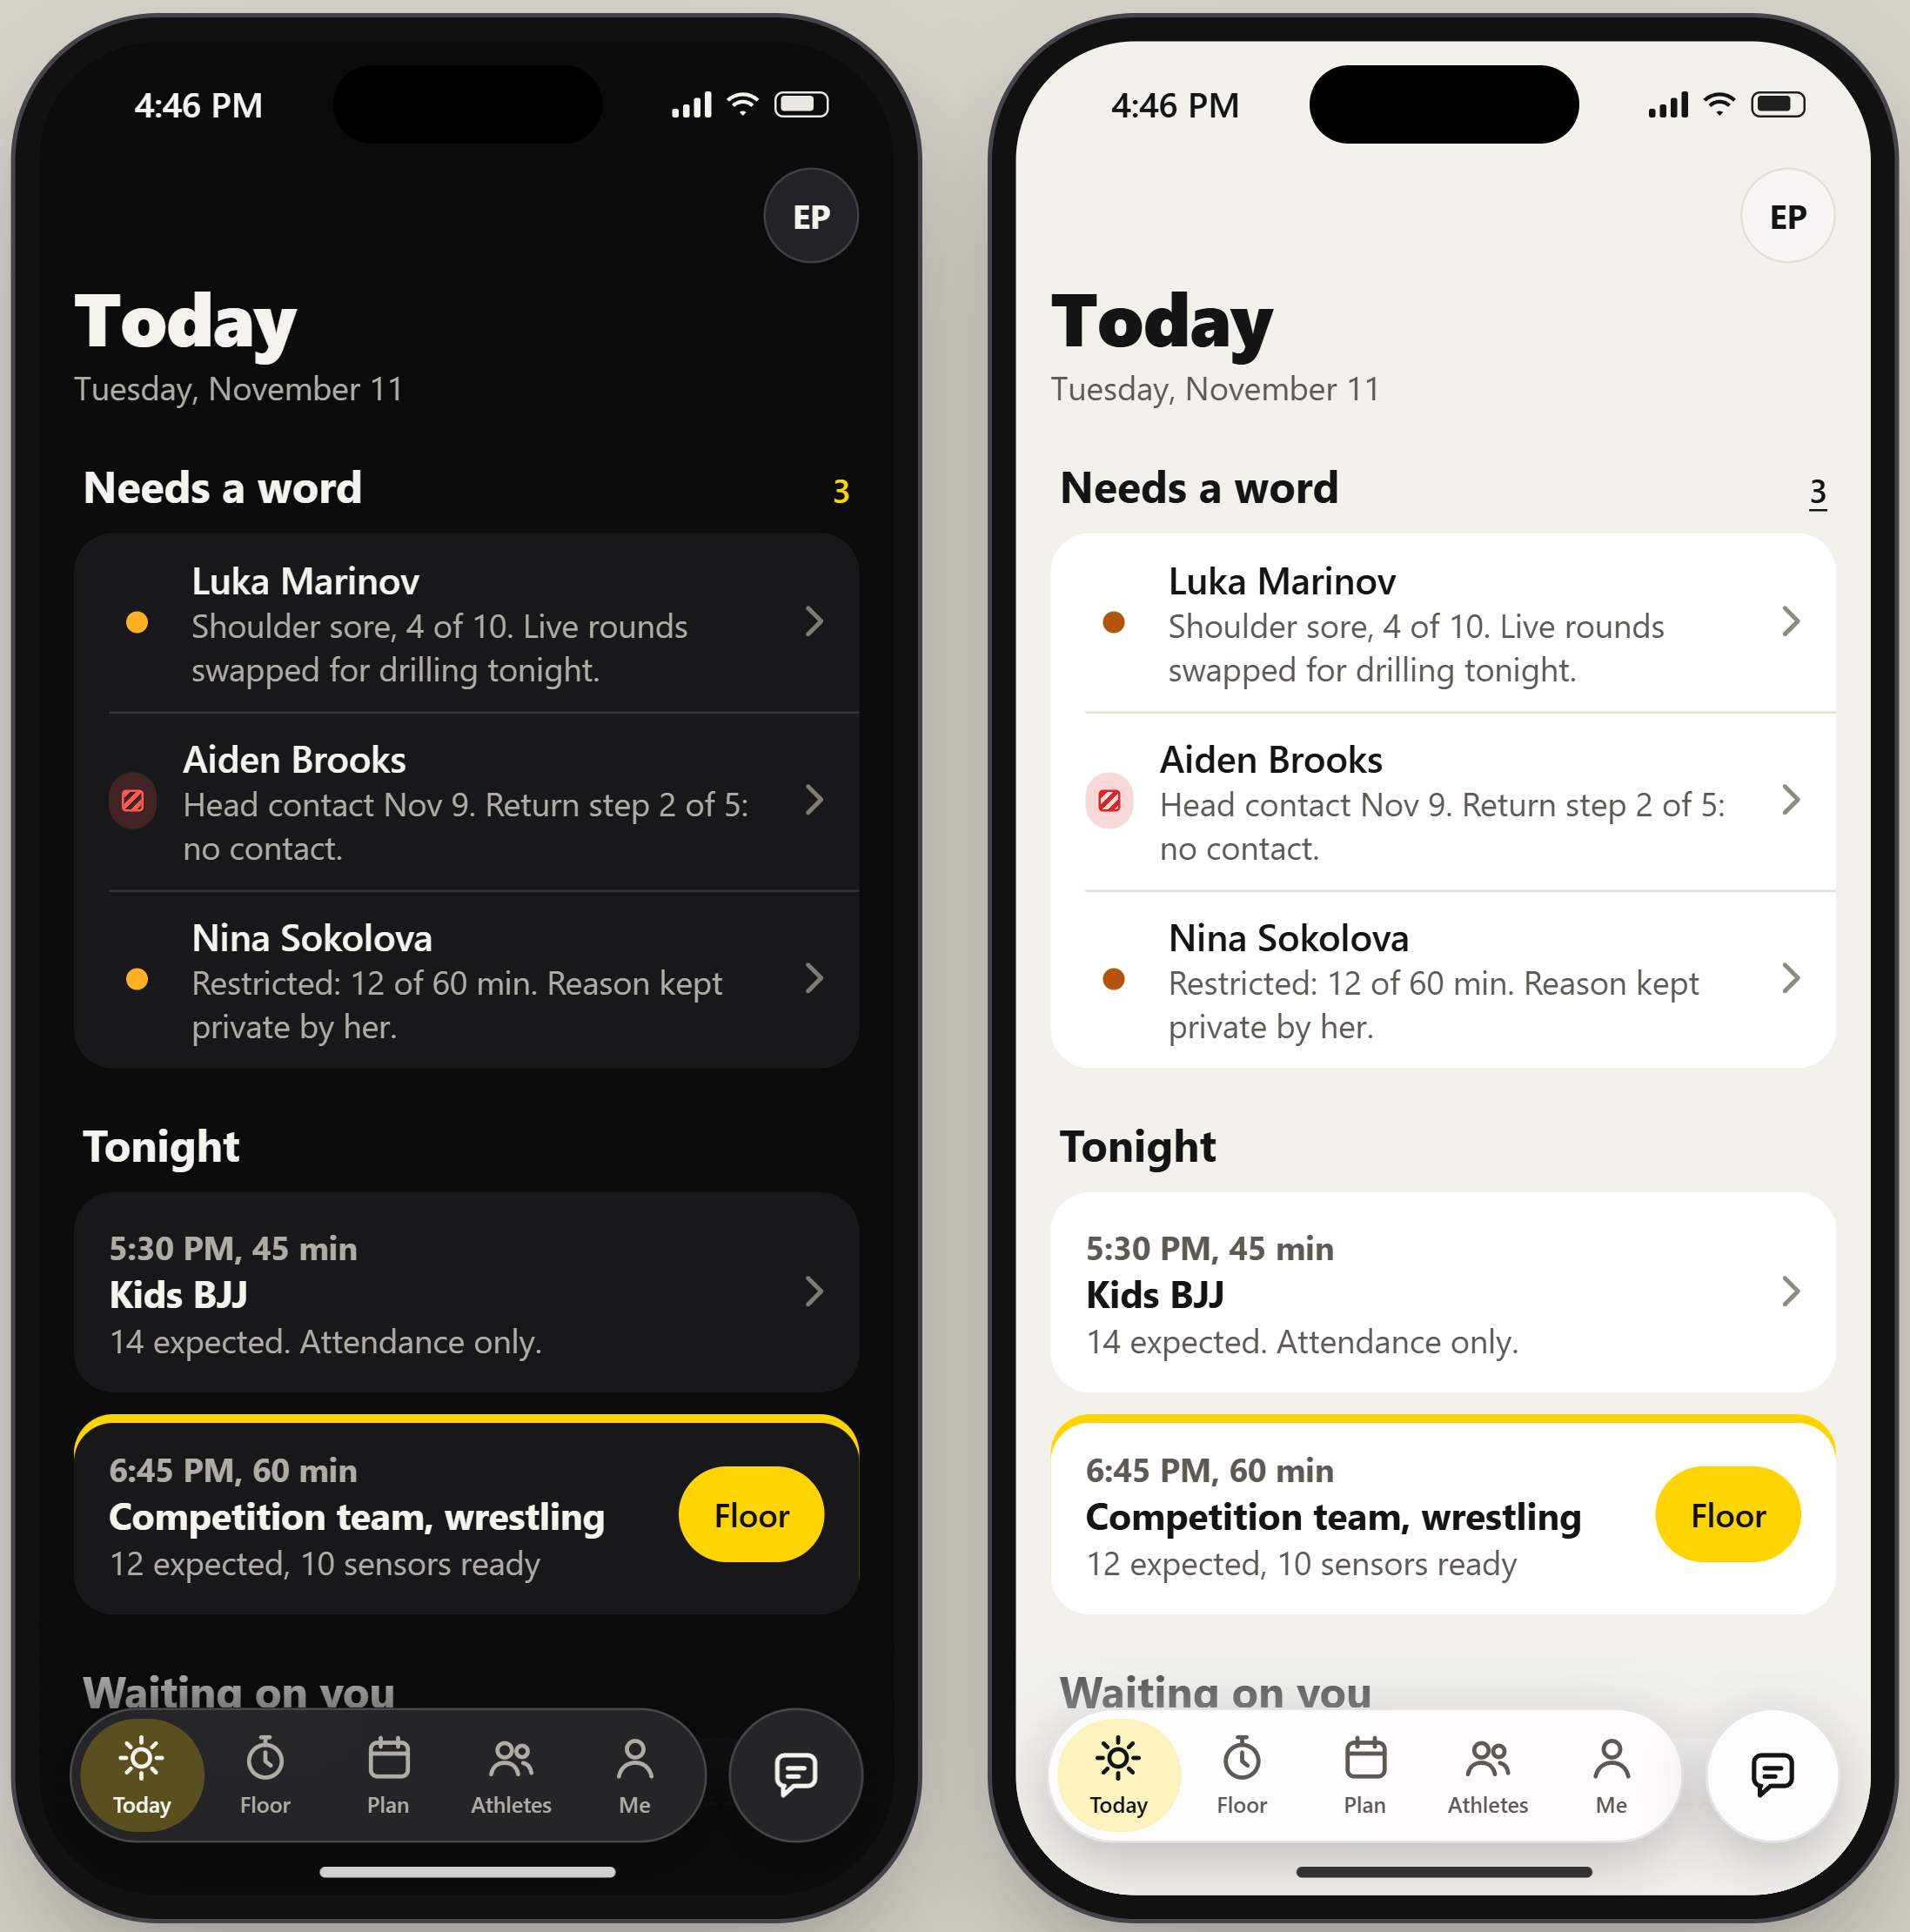 4:46 PM
EP
Today
Tuesday, November 11
Needs a word
3
Luka Marinov
Shoulder sore, 4 of 10. Live rounds
swapped for drilling tonight.
Aiden Brooks
Head contact Nov 9. Return step 2 of 5:
no contact.
Nina Sokolova
Restricted: 12 of 60 min. Reason kept
private by her.
Tonight
5:30 PM, 45 min
Kids BJJ
14 expected. Attendance only.
6:45 PM, 60 min
Competition team, wrestling
12 expected, 10 sensors ready
Floor
Waiting on you
Today
Floor
Plan
Athletes
Me
4:46 PM
EP
Today
Tuesday, November 11
Needs a word
3
Luka Marinov
Shoulder sore, 4 of 10. Live rounds
swapped for drilling tonight.
Aiden Brooks
Head contact Nov 9. Return step 2 of 5:
no contact.
Nina Sokolova
Restricted: 12 of 60 min. Reason kept
private by her.
Tonight
5:30 PM, 45 min
Kids BJJ
14 expected. Attendance only.
6:45 PM, 60 min
Competition team, wrestling
12 expected, 10 sensors ready
Floor
Waiting on you
Today
Floor
Plan
Athletes
Me